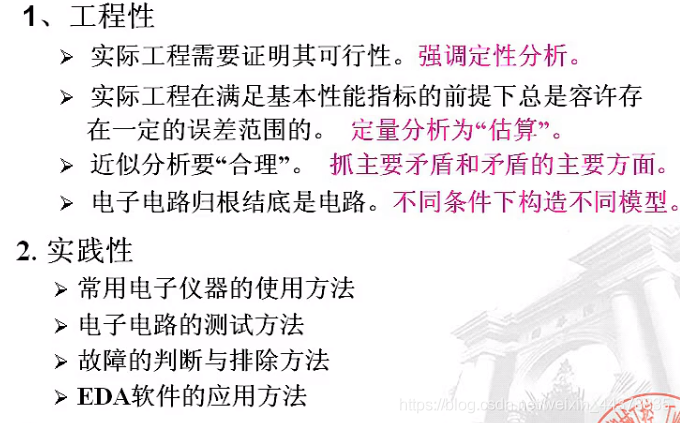 1、工程性
➢ 实际工程需要证明其可行性。强调定性分析。
➢ 实际工程在满足基本性能指标的前提下总是容许存
在一定的误差范围的。 定量分析为“估算”。
➢ 近似分析要“合理”。 抓主要矛盾和矛盾的主要方面。
➢ 电子电路归根结底是电路。不同条件下构造不同模型。
2. 实践性
➢ 常用电子仪器的使用方法
➢ 电子电路的测试方法
➢ 故障的判断与排除方法
➢ EDA软件的应用方法